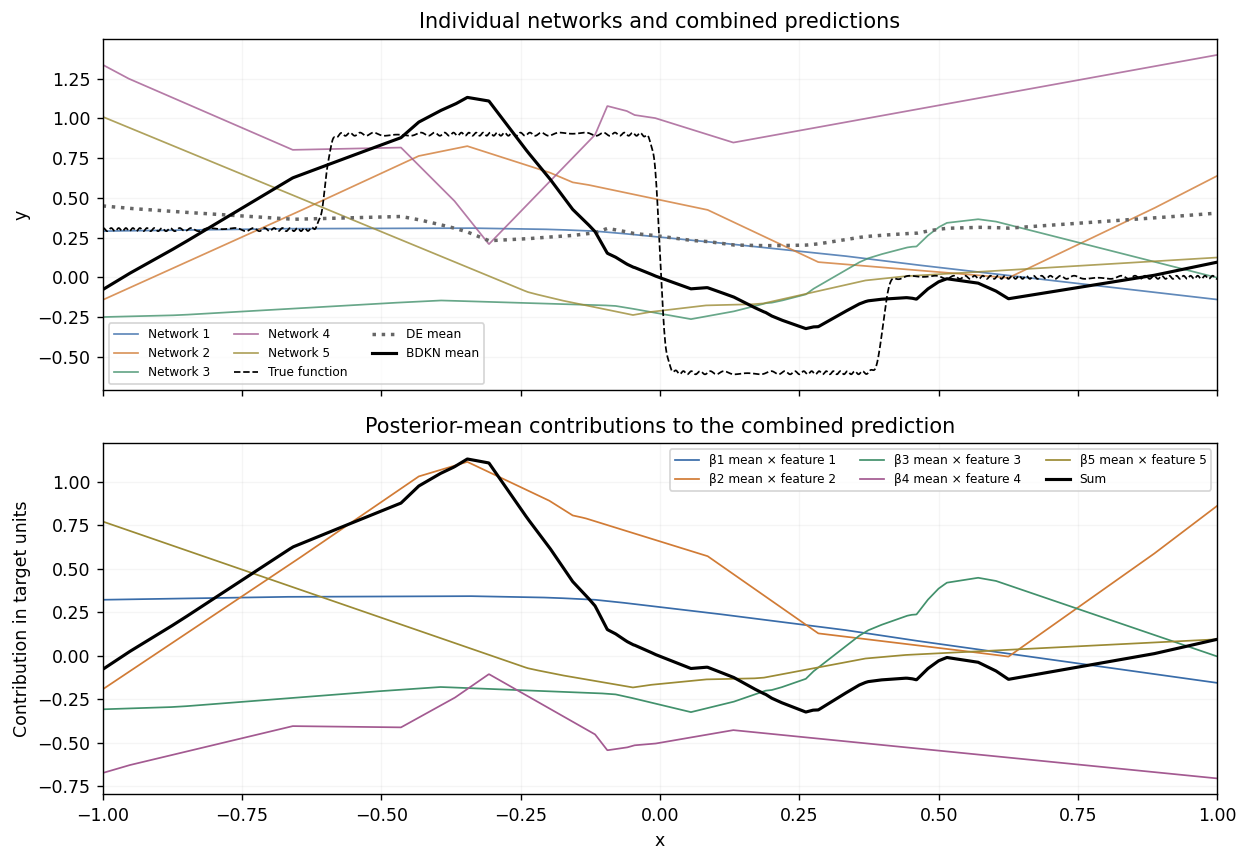 Individual networks and combined predictions
y
1.25
1.00
0.75
0.50
0.25
0.00
−0.25
−0.50
Network 1
Network 2
Network 3
Network 4
Network 5
True function
DE mean
BDKN mean
Posterior-mean contributions to the combined prediction
Contribution in target units
1.00
0.75
0.50
0.25
0.00
−0.25
−0.50
−0.75
β1 mean × feature 1
β2 mean × feature 2
β3 mean × feature 3
β4 mean × feature 4
β5 mean × feature 5
Sum
−1.00 −0.75 −0.50 −0.25 0.00 0.25 0.50 0.75 1.00
x